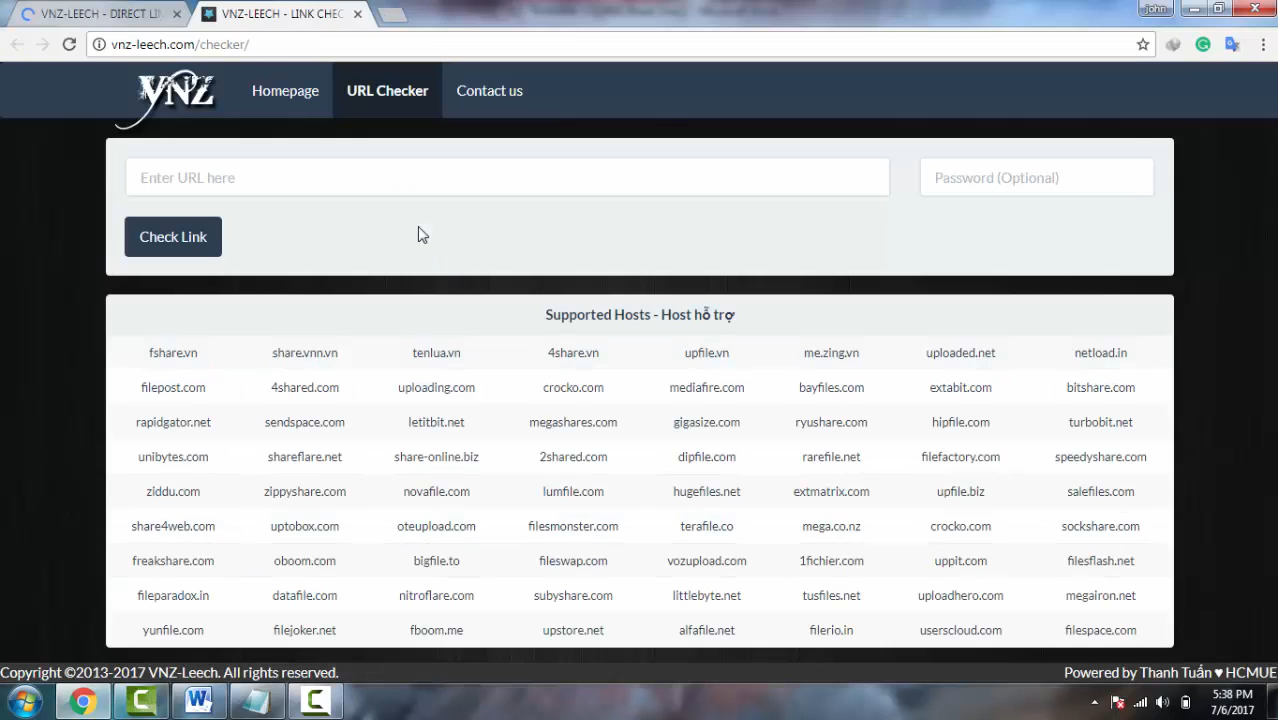 VNZ-LEECH - DIRECT LIN
VNZ-LEECH - LINK CHEC
john
vnz-leech.com/checker/
VNZ
Homepage
URL Checker
Contact us
Enter URL here
Password (Optional)
Check Link
Supported Hosts - Host hỗ trợ
fshare.vn share.vnn.vn tenlua.vn 4share.vn upfile.vn me.zing.vn uploaded.net netload.in
filepost.com 4shared.com uploading.com crocko.com mediafire.com bayfiles.com extabit.com bitshare.com
rapidgator.net sendspace.com letitbit.net megashares.com gigasize.com ryushare.com hipfile.com turbobit.net
unibytes.com shareflare.net share-online.biz 2shared.com dipfile.com rarefile.net filefactory.com speedyshare.com
ziddu.com zippyshare.com novafile.com lumfile.com hugefiles.net extmatrix.com upfile.biz salefiles.com
share4web.com uptobox.com oteupload.com filesmonster.com terafile.co mega.co.nz crocko.com sockshare.com
freakshare.com oboom.com bigfile.to fileswap.com vozupload.com 1fichier.com uppit.com filesflash.net
fileparadox.in datafile.com nitroflare.com subyshare.com littlebyte.net tusfiles.net uploadhero.com megairon.net
yunfile.com filejoker.net fboom.me upstore.net alfafile.net filerio.in userscloud.com filespace.com
Copyright ©2013-2017 VNZ-Leech. All rights reserved.
Powered by Thanh Tuấn ♥ HCMUE
5:38 PM
7/6/2017